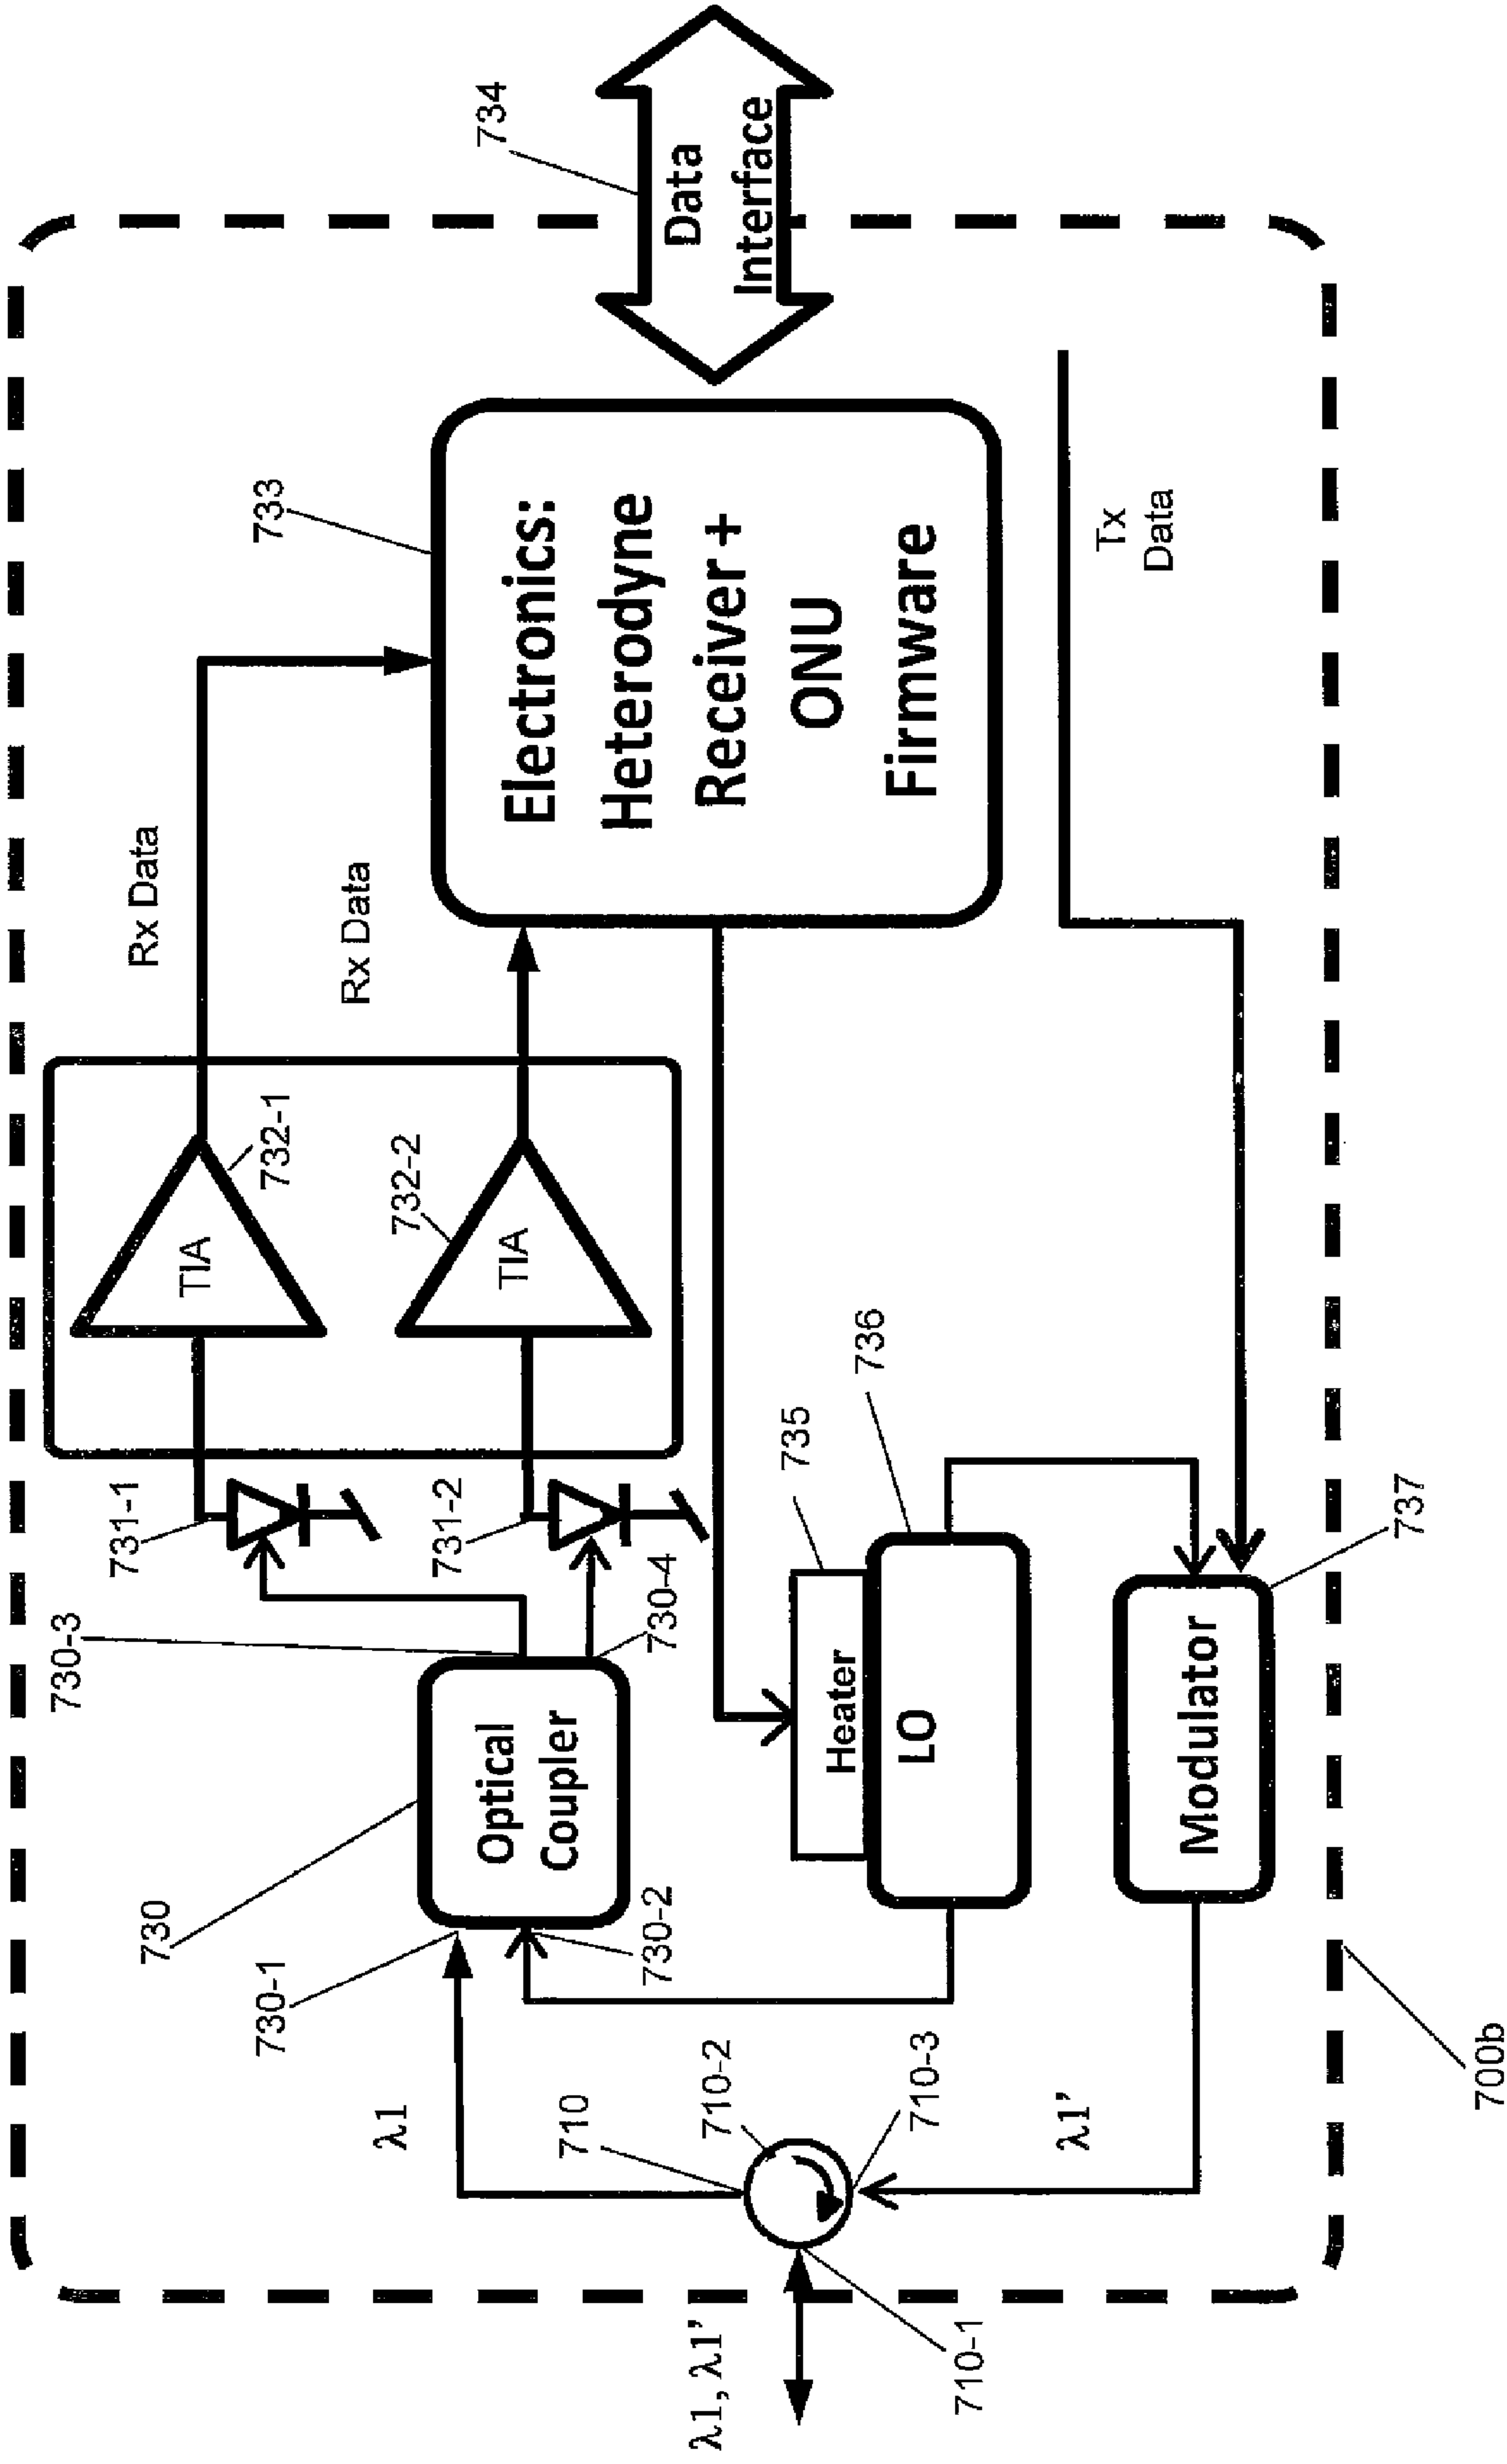 730-3
731-1
Rx Data
734
730
730-1
TIA
732-1
733
λ1
Optical
Coupler
730-2
730-4
731-2
TIA
732-2
Rx Data
Electronics:
Heterodyne
Receiver +
ONU
Firmware
Data
Interface
λ1, λ1’
710-1
710
710-2
710-3
Heater
735
LO
736
λ1’
Modulator
737
Tx
Data
700b